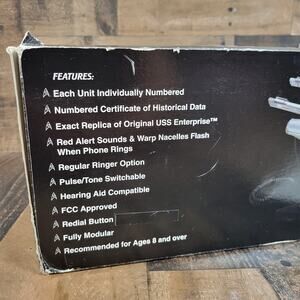 FEATURES:
Each Unit Individually Numbered
Numbered Certificate of Historical Data
Exact Replica of Original USS Enterprise™
Red Alert Sounds & Warp Nacelles Flash
When Phone Rings
Regular Ringer Option
Pulse/Tone Switchable
Hearing Aid Compatible
FCC Approved
Redial Button
Fully Modular
Recommended for Ages 8 and over